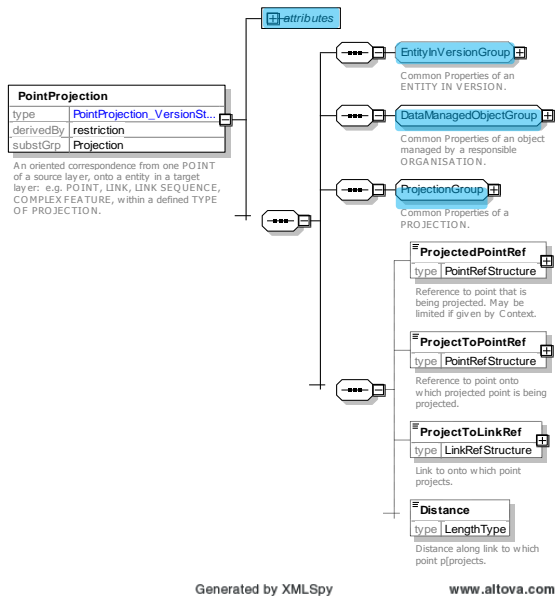 attributes
EntityInVersionGroup
Common Properties of an
ENTITY IN VERSION.
PointProjection
type PointProjection_VersionSt...
derivedBy restriction
substGrp Projection
An oriented correspondence from one POINT
of a source layer, onto a entity in a target
layer: e.g. POINT, LINK, LINK SEQUENCE,
COMPLEX FEATURE, within a defined TYPE
OF PROJECTION.
DataManagedObjectGroup
Common Properties of an object
managed by a responsible
ORGANISATION.
ProjectionGroup
Common Properties of a
PROJECTION.
ProjectedPointRef
type PointRefStructure
Reference to point that is
being projected. May be
limited if given by Context.
ProjectToPointRef
type PointRefStructure
Reference to point onto
which projected point is being
projected.
ProjectToLinkRef
type LinkRefStructure
Link to onto which point
projects.
Distance
type LengthType
Distance along link to which
point p[projects.
Generated by XMLSpy www.altova.com